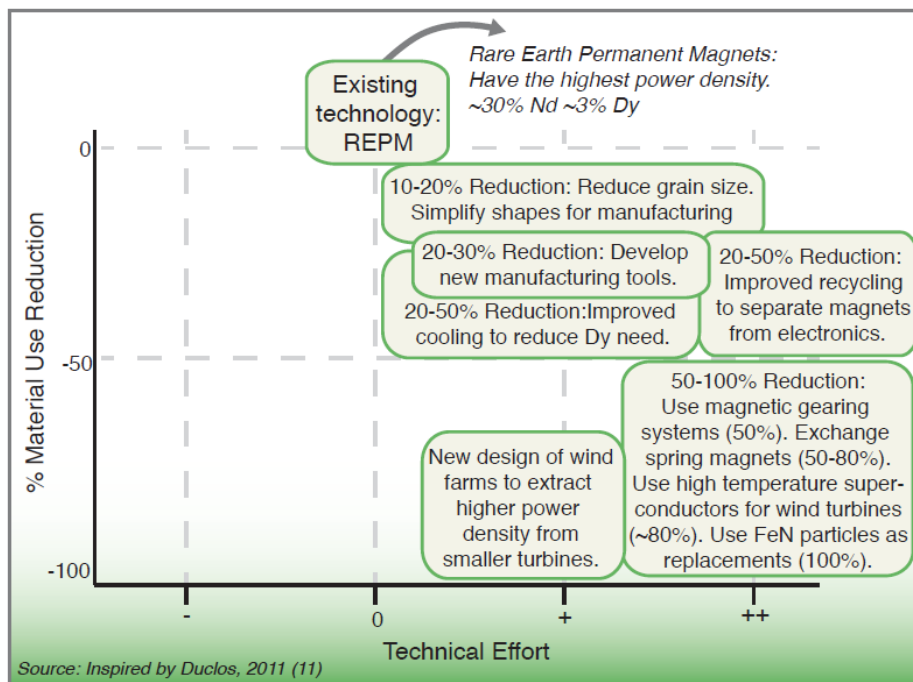 Rare Earth Permanent Magnets:
Have the highest power density.
~30% Nd ~3% Dy
Existing
technology:
REPM
% Material Use Reduction
0
-50
-100
10-20% Reduction: Reduce grain size.
Simplify shapes for manufacturing
20-30% Reduction: Develop
new manufacturing tools.
20-50% Reduction:Improved
cooling to reduce Dy need.
20-50% Reduction:
Improved recycling
to separate magnets
from electronics.
50-100% Reduction:
Use magnetic gearing
systems (50%). Exchange
spring magnets (50-80%).
Use high temperature super-
conductors for wind turbines
(~80%). Use FeN particles as
replacements (100%).
New design of wind
farms to extract
higher power
density from
smaller turbines.
-
0
+
++
Technical Effort
Source: Inspired by Duclos, 2011 (11)